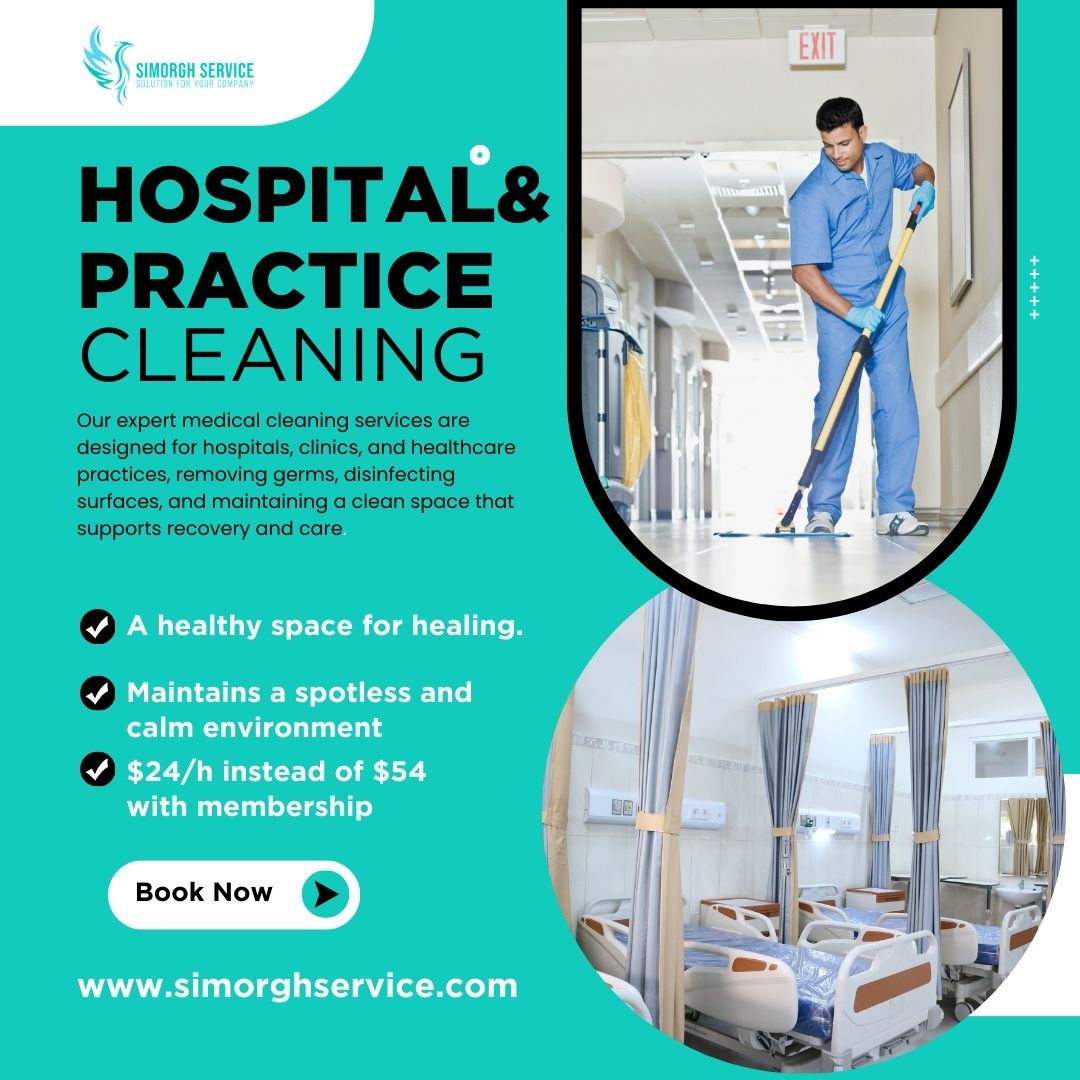 SIMORGH SERVICE
SOLUTION FOR YOUR COMPANY
HOSPITAL&
PRACTICE
CLEANING
Our expert medical cleaning services are
designed for hospitals, clinics, and healthcare
practices, removing germs, disinfecting
surfaces, and maintaining a clean space that
supports recovery and care.
A healthy space for healing.
Maintains a spotless and
calm environment
$24/h instead of $54
with membership
Book Now
www.simorghservice.com
EXIT